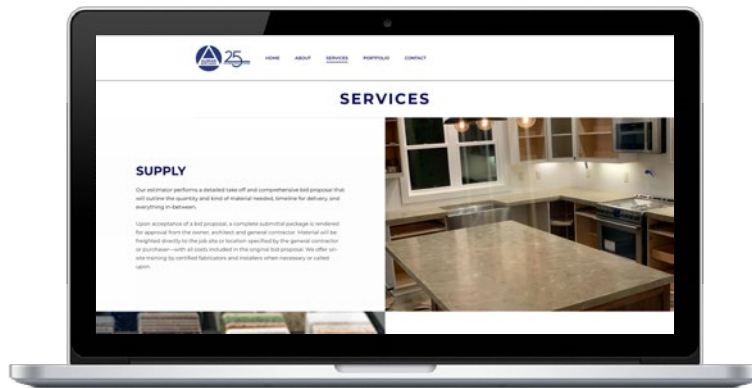 25
HOME ABOUT SERVICES PORTFOLIO CONTACT
SERVICES
SUPPLY
Our estimator performs a detailed take off and comprehensive bid proposal that
will outline the quantity and kind of material needed, timeline for delivery, and
everything in-between.
Upon acceptance of a bid proposal, a complete submittal package is rendered
for approval from the owner, architect and general contractor. Material will be
freighted directly to the job site or location specified by the general contractor
or purchaser—with all costs included in the original bid proposal. We offer on-
site training by certified fabricators and installers when necessary or called
upon.